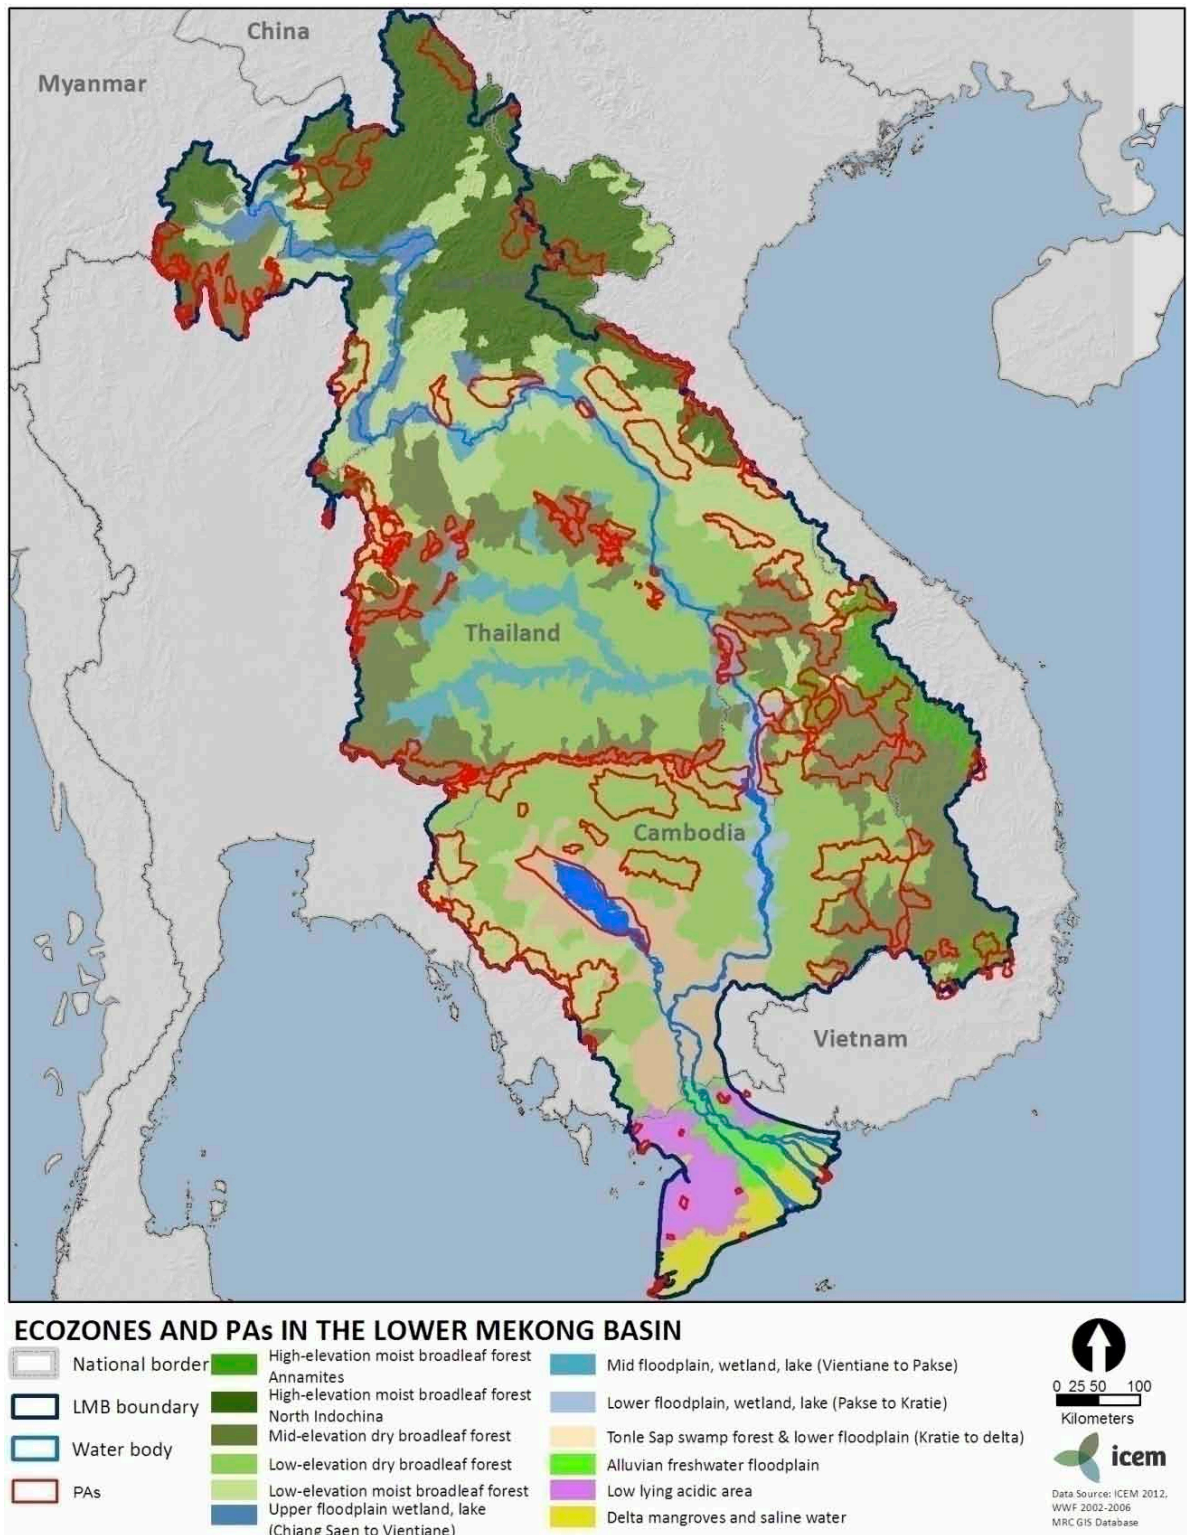 China
Myanmar
Lao PDR
Thailand
Cambodia
Vietnam
ECOZONES AND PAs IN THE LOWER MEKONG BASIN
National border
LMB boundary
Water body
PAs
High-elevation moist broadleaf forest
Annamites
High-elevation moist broadleaf forest
North Indochina
Mid-elevation dry broadleaf forest
Low-elevation dry broadleaf forest
Low-elevation moist broadleaf forest
Upper floodplain wetland, lake
(Chiang Saen to Vientiane)
Mid floodplain, wetland, lake (Vientiane to Pakse)
Lower floodplain, wetland, lake (Pakse to Kratie)
Tonle Sap swamp forest & lower floodplain (Kratie to delta)
Alluvian freshwater floodplain
Low lying acidic area
Delta mangroves and saline water
0 25 50 100
Kilometers
icem
Data Source: ICEM 2012,
WWF 2002-2006
MRC GIS Database